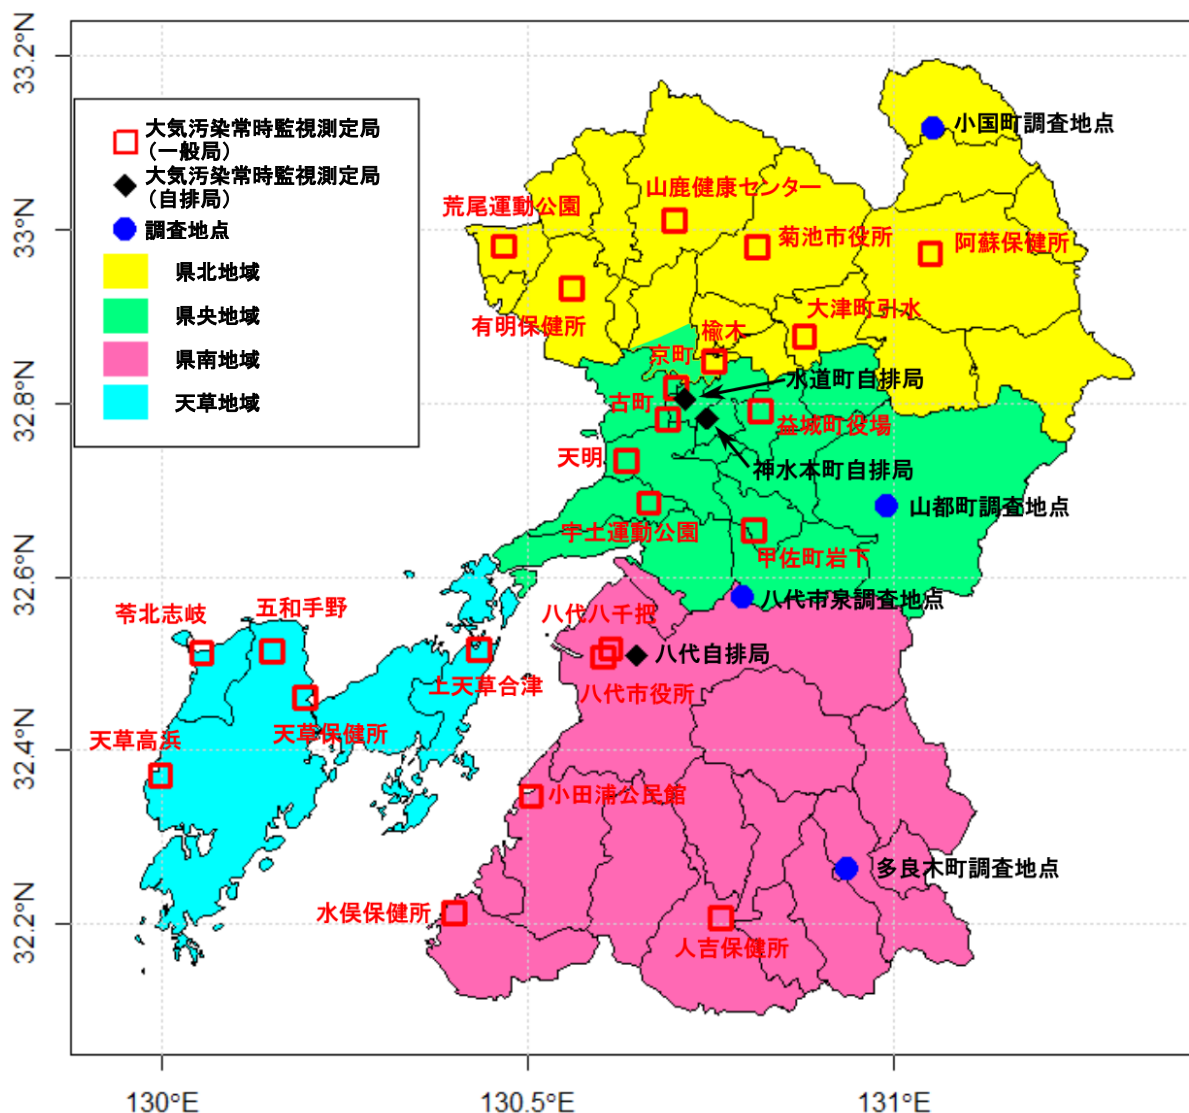 33.2°N
33°N
32.8°N
32.6°N
32.4°N
32.2°N
大気汚染常時監視測定局
(一般局)
大気汚染常時監視測定局
(自排局)
調査地点
県北地域
県央地域
県南地域
天草地域
小国町調査地点
山鹿健康センター
荒尾運動公園
菊池市役所
阿蘇保健所
有明保健所
大津町引水
楡木
京町
水道町自排局
古町
益城町役場
天明
神水本町自排局
山都町調査地点
宇土運動公園
甲佐町岩下
八代市泉調査地点
苓北志岐
五和手野
八代八千把
八代自排局
上天草合津
八代市役所
天草保健所
天草高浜
小田浦公民館
多良木町調査地点
水俣保健所
人吉保健所
130°E
130.5°E
131°E